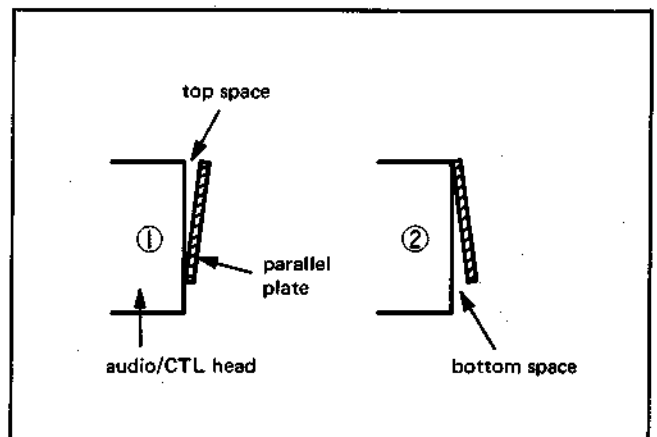 top space
①
②
parallel
plate
audio/CTL head
bottom space